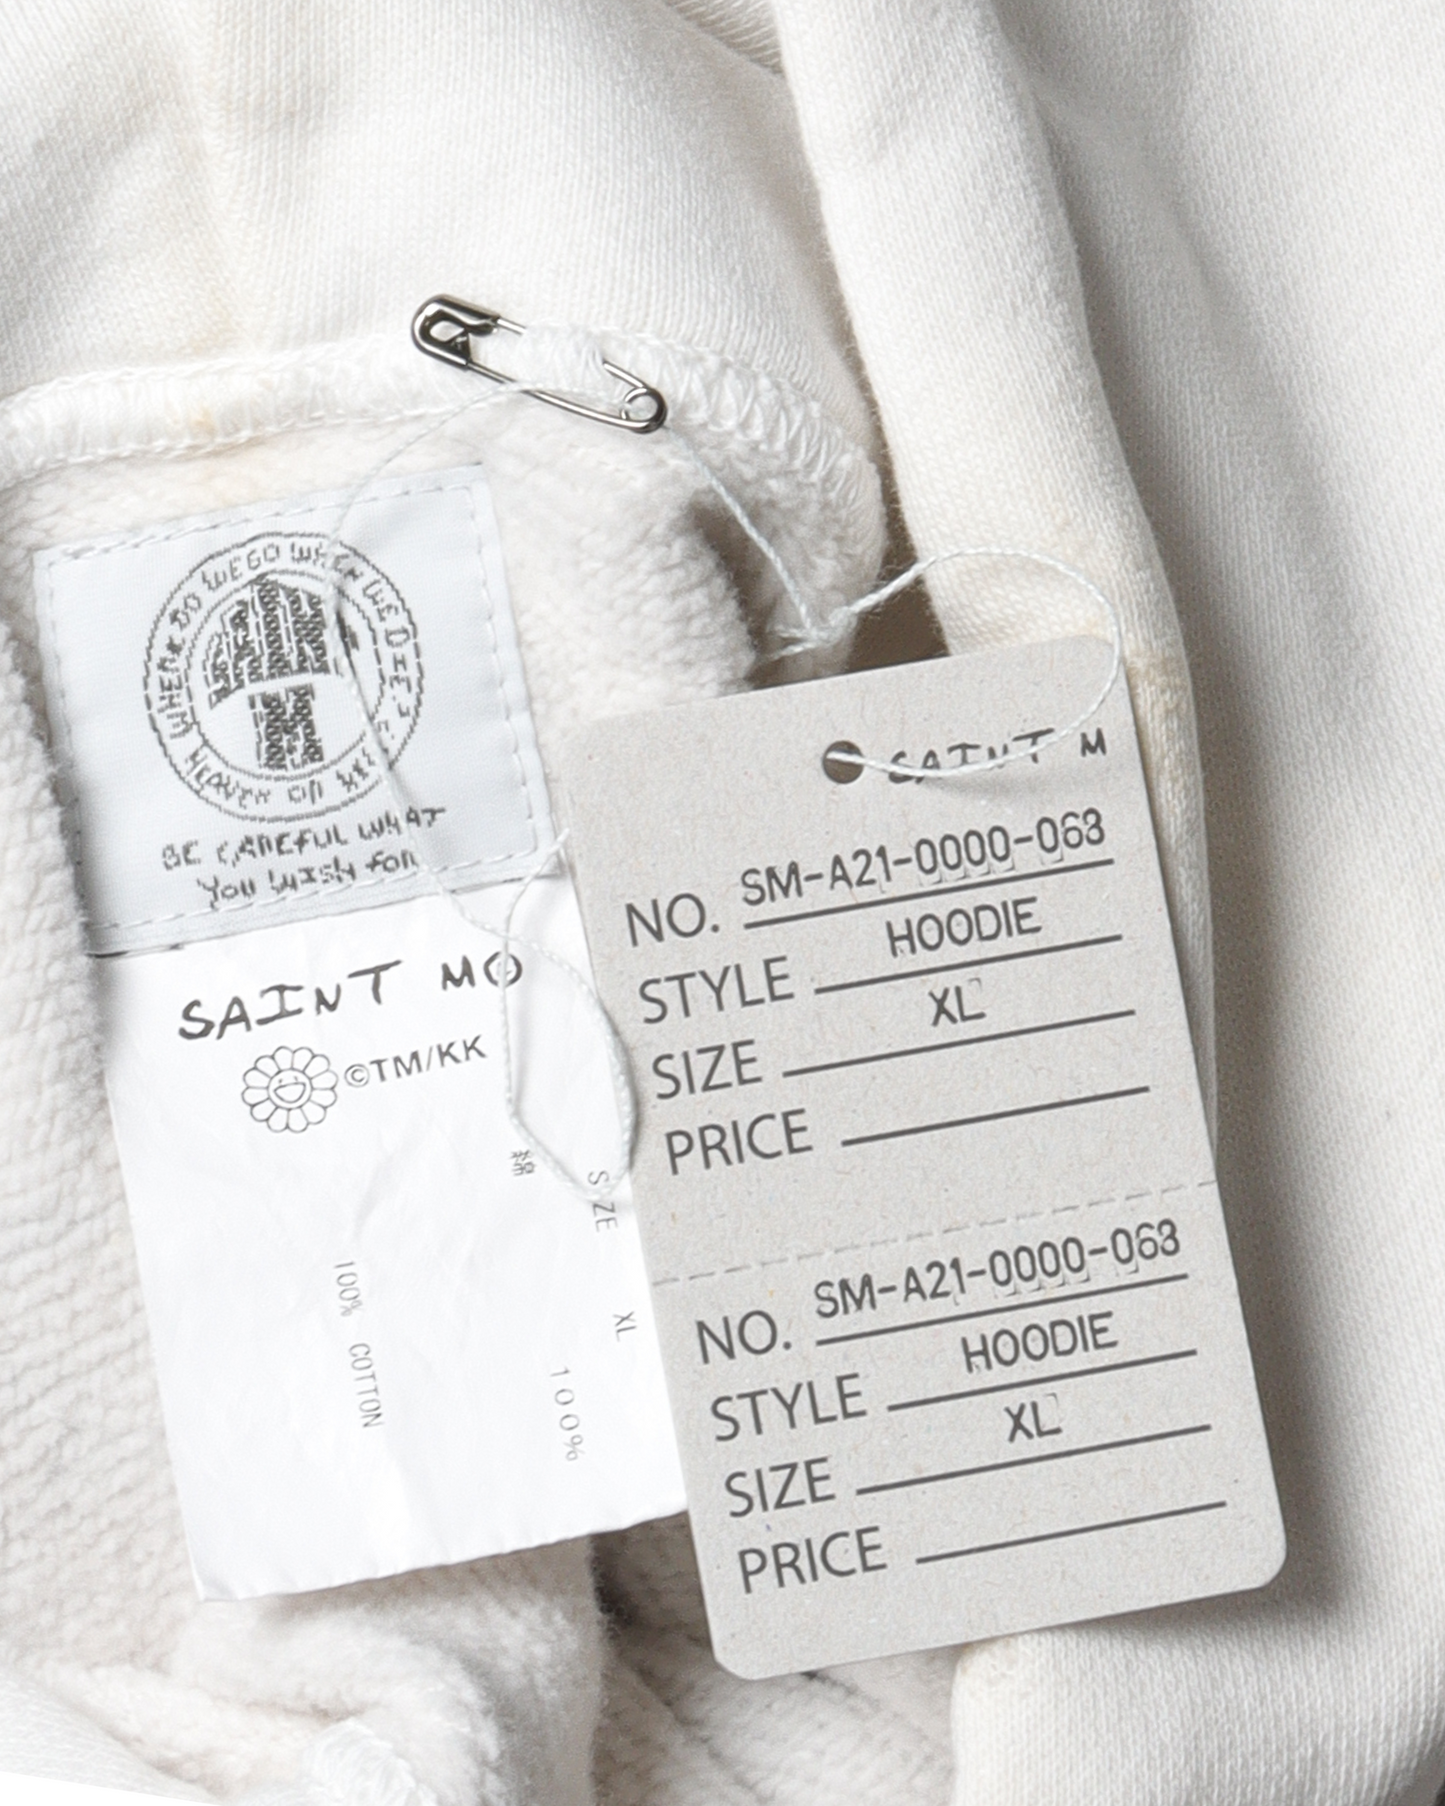 WHERE DO WE GO WHEN WE DIE?
HEAVEN OR HELL
BE CAREFUL WHAT
YOU WISH FOR
SAINT MO
©TM/KK
綿
SIZE
XL
100%
100% COTTON
SAINT M
NO. SM-A21-0000-063
STYLE HOODIE
SIZE XL
PRICE
NO. SM-A21-0000-063
STYLE HOODIE
SIZE XL
PRICE